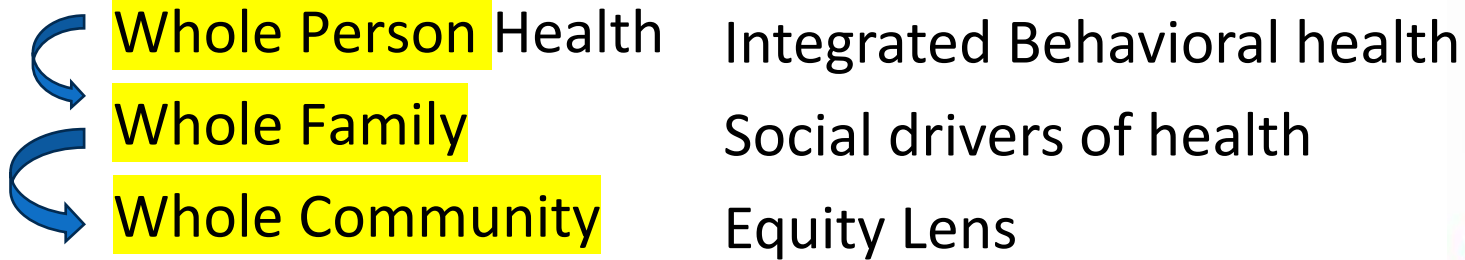 Whole Person Health
Whole Family
Whole Community
Integrated Behavioral health
Social drivers of health
Equity Lens